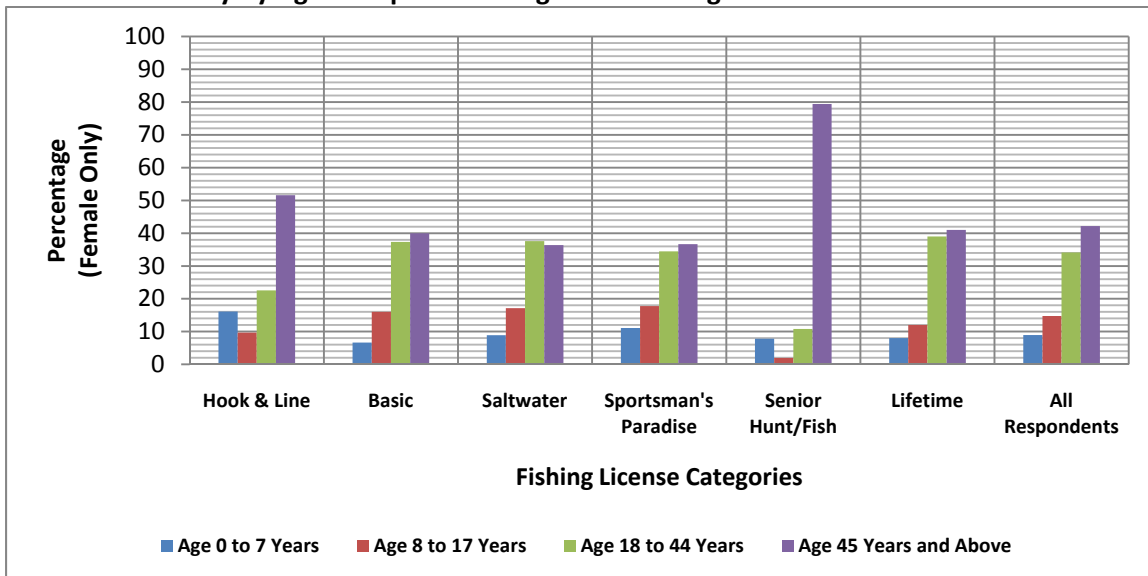 100
90
80
70
60
50
40
30
20
10
0
Percentage
(Female Only)
Hook & Line
Basic
Saltwater
Sportsman's
Paradise
Senior
Hunt/Fish
Lifetime
All
Respondents
Fishing License Categories
Age 0 to 7 Years
Age 8 to 17 Years
Age 18 to 44 Years
Age 45 Years and Above